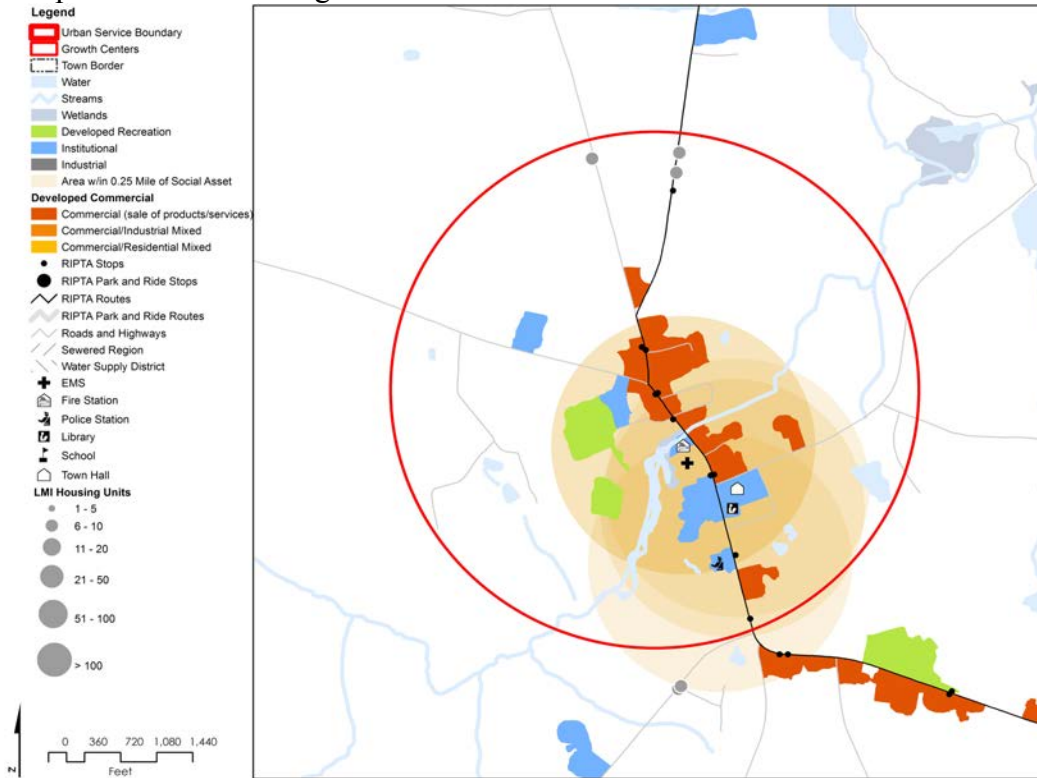 Legend
Urban Service Boundary
Growth Centers
Town Border
Water
Streams
Wetlands
Developed Recreation
Institutional
Industrial
Area w/in 0.25 Mile of Social Asset
Developed Commercial
Commercial (sale of products/services)
Commercial/Industrial Mixed
Commercial/Residential Mixed
RIPTA Stops
RIPTA Park and Ride Stops
RIPTA Routes
RIPTA Park and Ride Routes
Roads and Highways
Sewered Region
Water Supply District
EMS
Fire Station
Police Station
Library
School
Town Hall
LMI Housing Units
1 - 5
6 - 10
11 - 20
21 - 50
51 - 100
> 100
0 360 720 1,080 1,440
Feet
N